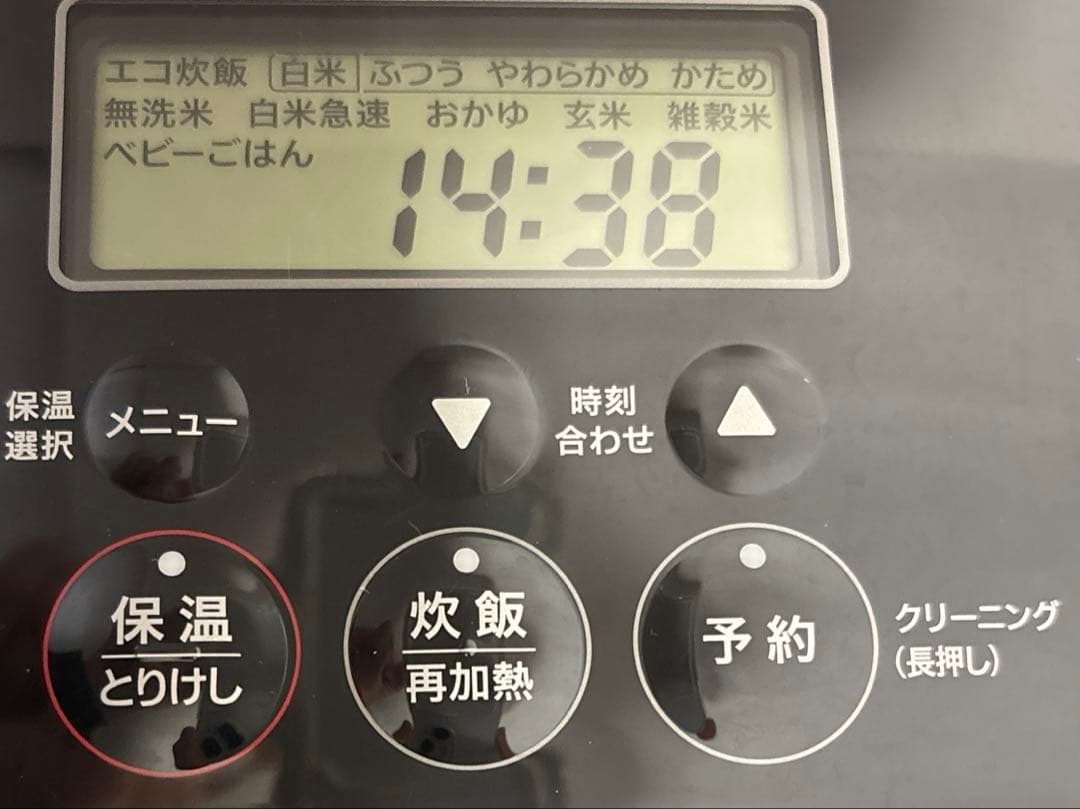 エコ炊飯 白米 ふつう やわらかめ かため
無洗米 白米急速 おかゆ 玄米 雑穀米
ベビーごはん
14:38
保温
選択
メニュー
▼
時刻
合わせ
▲
保温
とりけし
炊飯
再加熱
予約
クリーニング
(長押し)